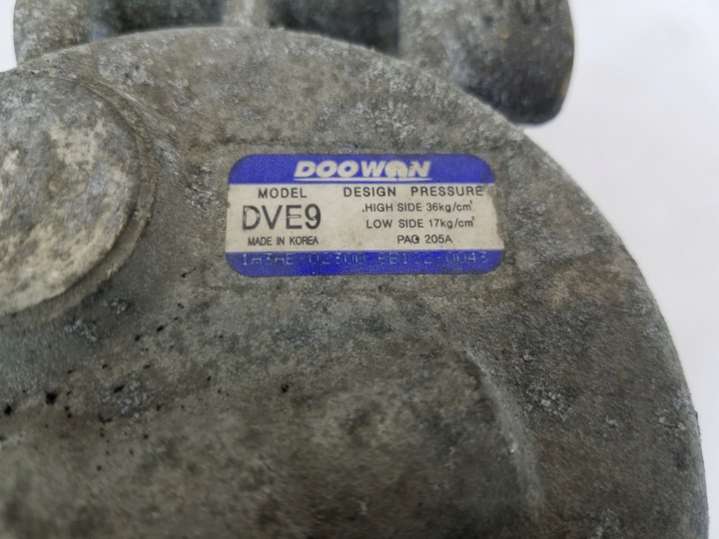 DOOWON
MODEL DESIGN PRESSURE
DVE9 HIGH SIDE 36kg/cm²
LOW SIDE 17kg/cm²
MADE IN KOREA PAG 205A